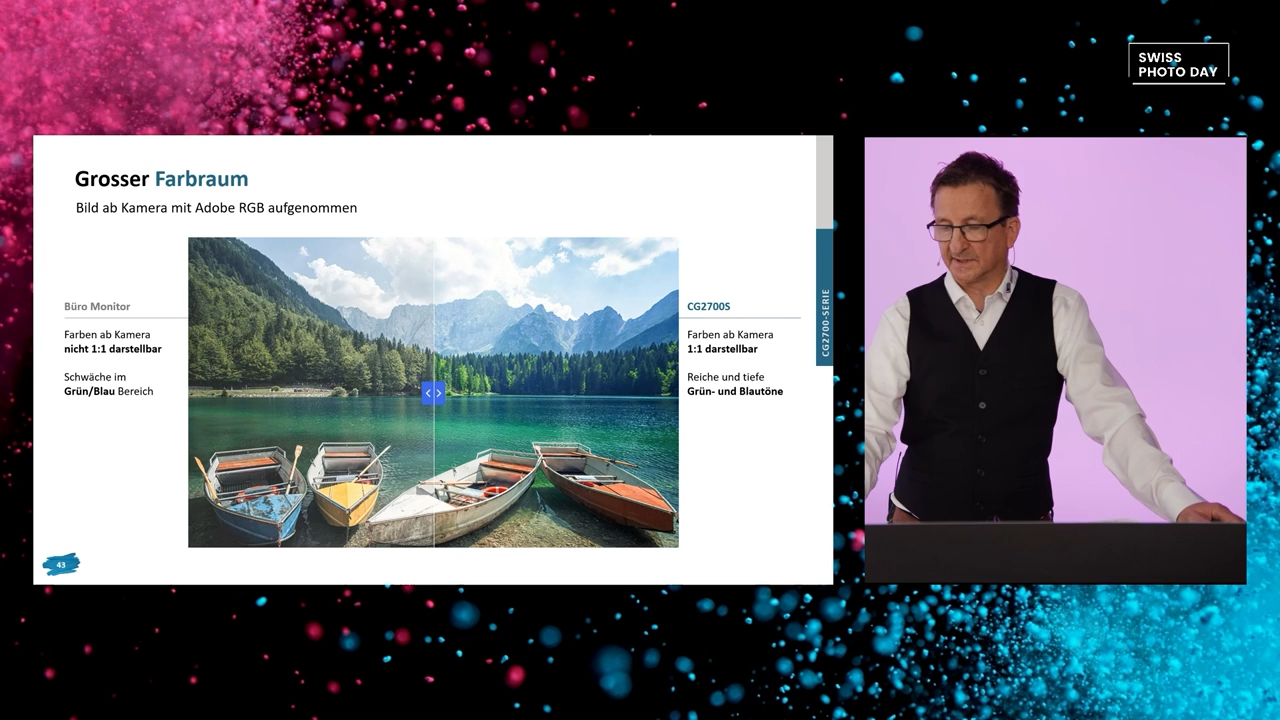 SWISS
PHOTO DAY
Grosser Farbraum
Bild ab Kamera mit Adobe RGB aufgenommen
Büro Monitor
Farben ab Kamera
nicht 1:1 darstellbar
Schwäche im
Grün/Blau Bereich
CG2700S
Farben ab Kamera
1:1 darstellbar
Reiche und tiefe
Grün- und Blautöne
CG2700-SERIE
43